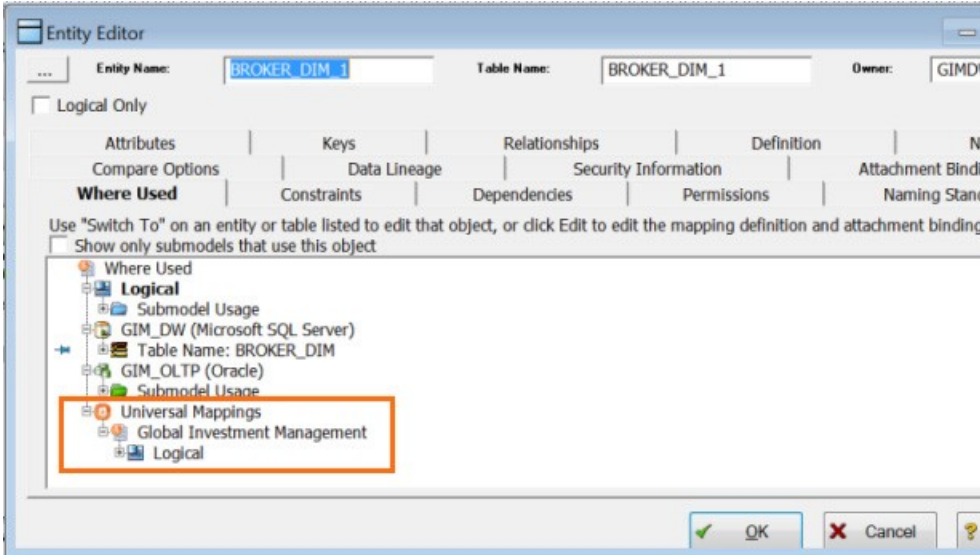 Entity Editor
... Entity Name: BROKER_DIM_1 Table Name: BROKER_DIM_1 Owner:
Logical Only
Attributes Keys Relationships Definition
Compare Options Data Lineage Security Information Attachment
Where Used Constraints Dependencies Permissions Naming
Use "Switch To" on an entity or table listed to edit that object, or click Edit to edit the mapping definition and attachment binding
Show only submodels that use this object
Where Used
Logical
Submodel Usage
GIM_DW (Microsoft SQL Server)
Table Name: BROKER_DIM
GIM_OLTP (Oracle)
Submodel Usage
Universal Mappings
Global Investment Management
Logical
OK Cancel ?